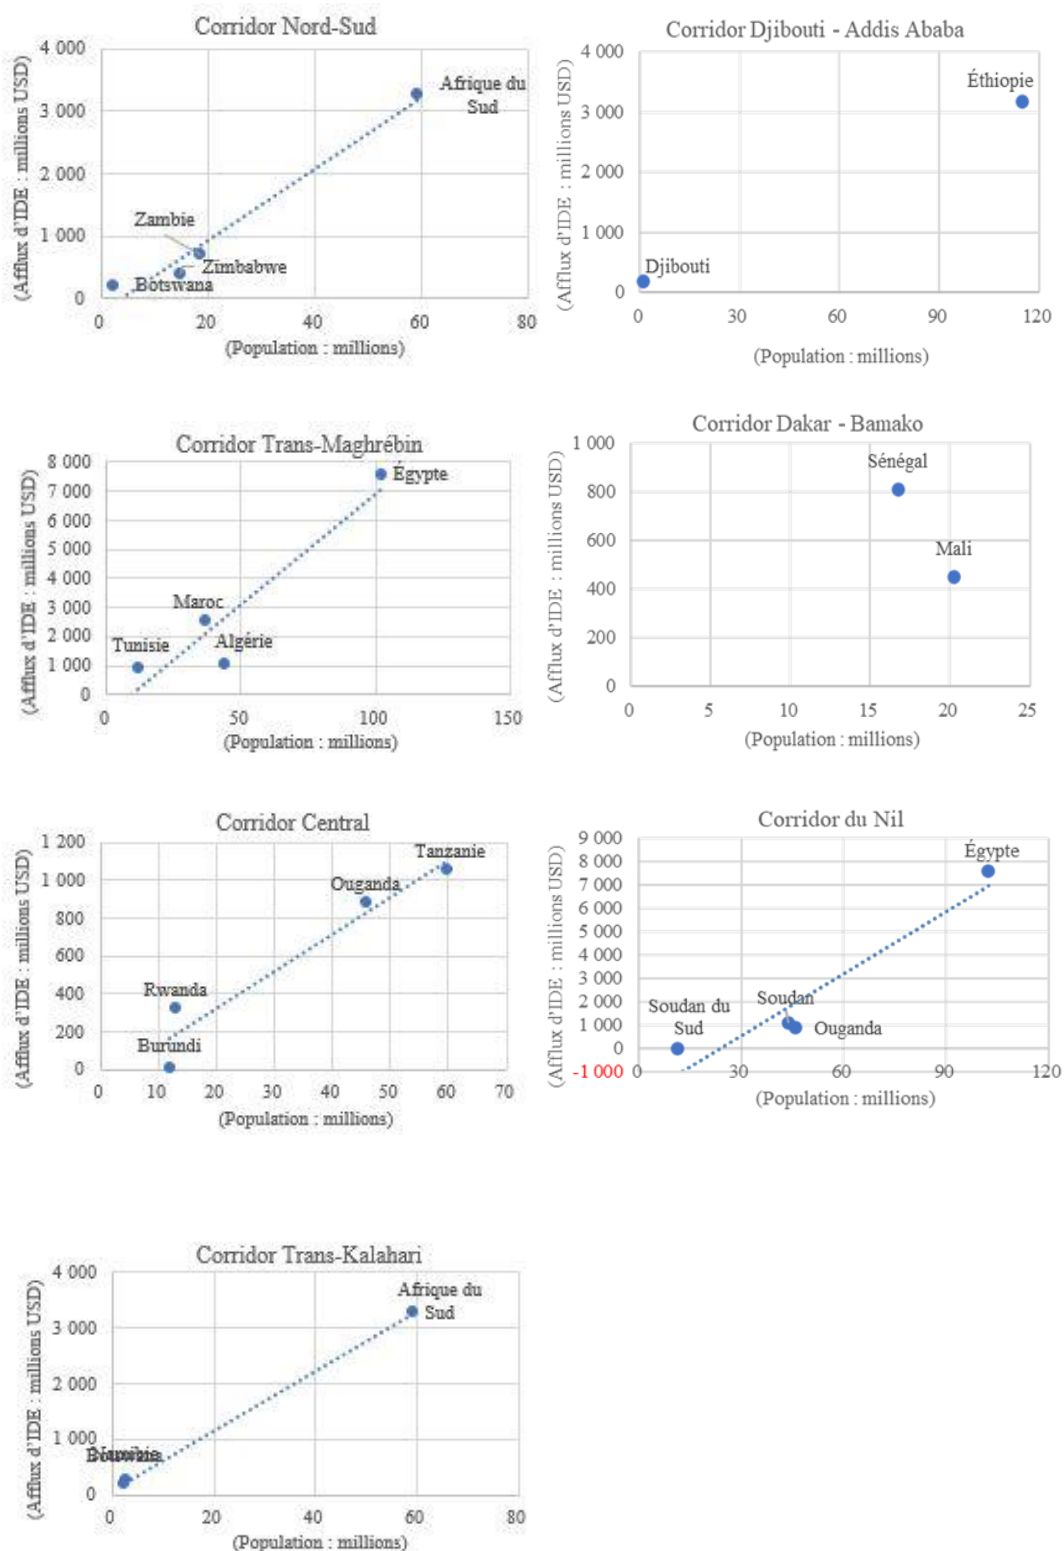 Corridor Nord-Sud
(Afflux d'IDE : millions USD)
4 000
3 000
2 000
1 000
0
Afrique du
Sud
Zambie
Zimbabwe
Botswana
0 20 40 60 80
(Population : millions)
Corridor Djibouti - Addis Ababa
(Afflux d'IDE : millions USD)
4 000
3 000
2 000
1 000
0
Éthiopie
Djibouti
0 30 60 90 120
(Population : millions)
Corridor Trans-Maghrébin
(Afflux d'IDE : millions USD)
8 000
7 000
6 000
5 000
4 000
3 000
2 000
1 000
0
Égypte
Maroc
Tunisie
Algérie
0 50 100 150
(Population : millions)
Corridor Dakar - Bamako
(Afflux d'IDE : millions USD)
1 000
800
600
400
200
0
Sénégal
Mali
0 5 10 15 20 25
(Population : millions)
Corridor Central
(Afflux d'IDE : millions USD)
1 200
1 000
800
600
400
200
0
Tanzanie
Ouganda
Rwanda
Burundi
0 10 20 30 40 50 60 70
(Population : millions)
Corridor du Nil
(Afflux d'IDE : millions USD)
9 000
8 000
7 000
6 000
5 000
4 000
3 000
2 000
1 000
0
-1 000
Égypte
Soudan du
Sud
Soudan
Ouganda
0 30 60 90 120
(Population : millions)
Corridor Trans-Kalahari
(Afflux d'IDE : millions USD)
4 000
3 000
2 000
1 000
0
Afrique du
Sud
Namibie
0 20 40 60 80
(Population : millions)